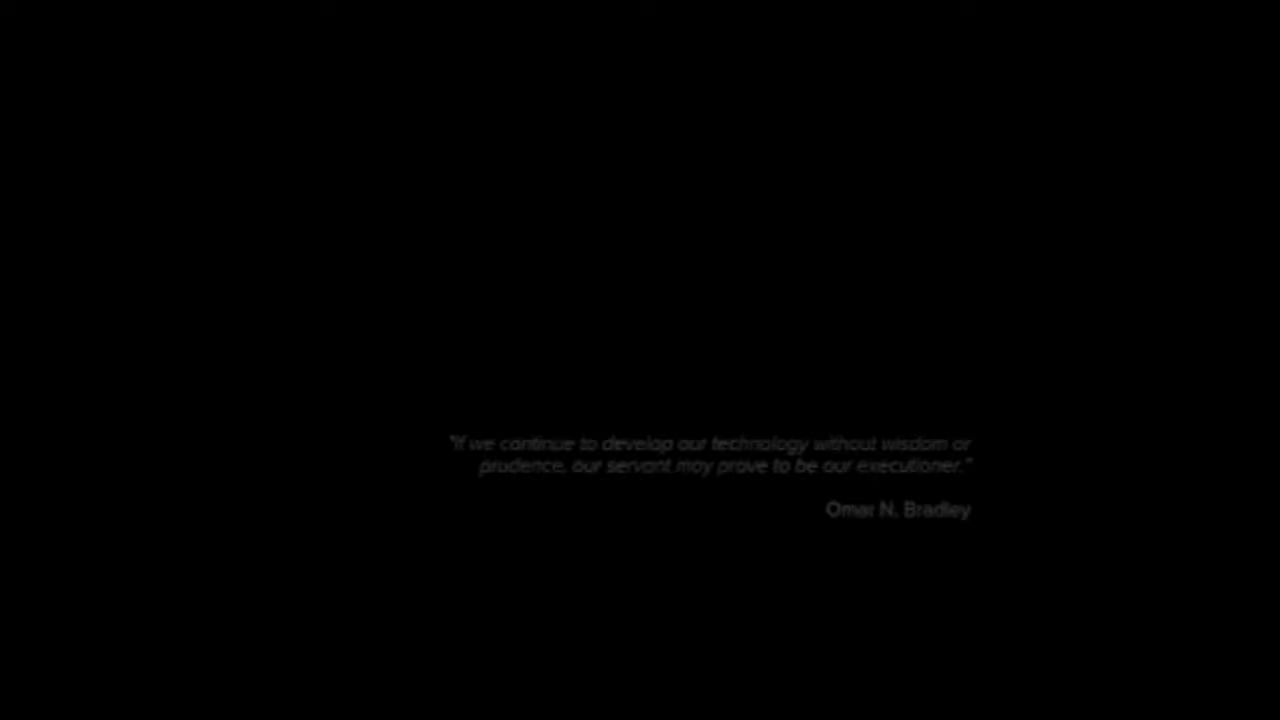 "If we continue to develop our technology without wisdom or
prudence, our servant may prove to be our executioner."
Omar N. Bradley